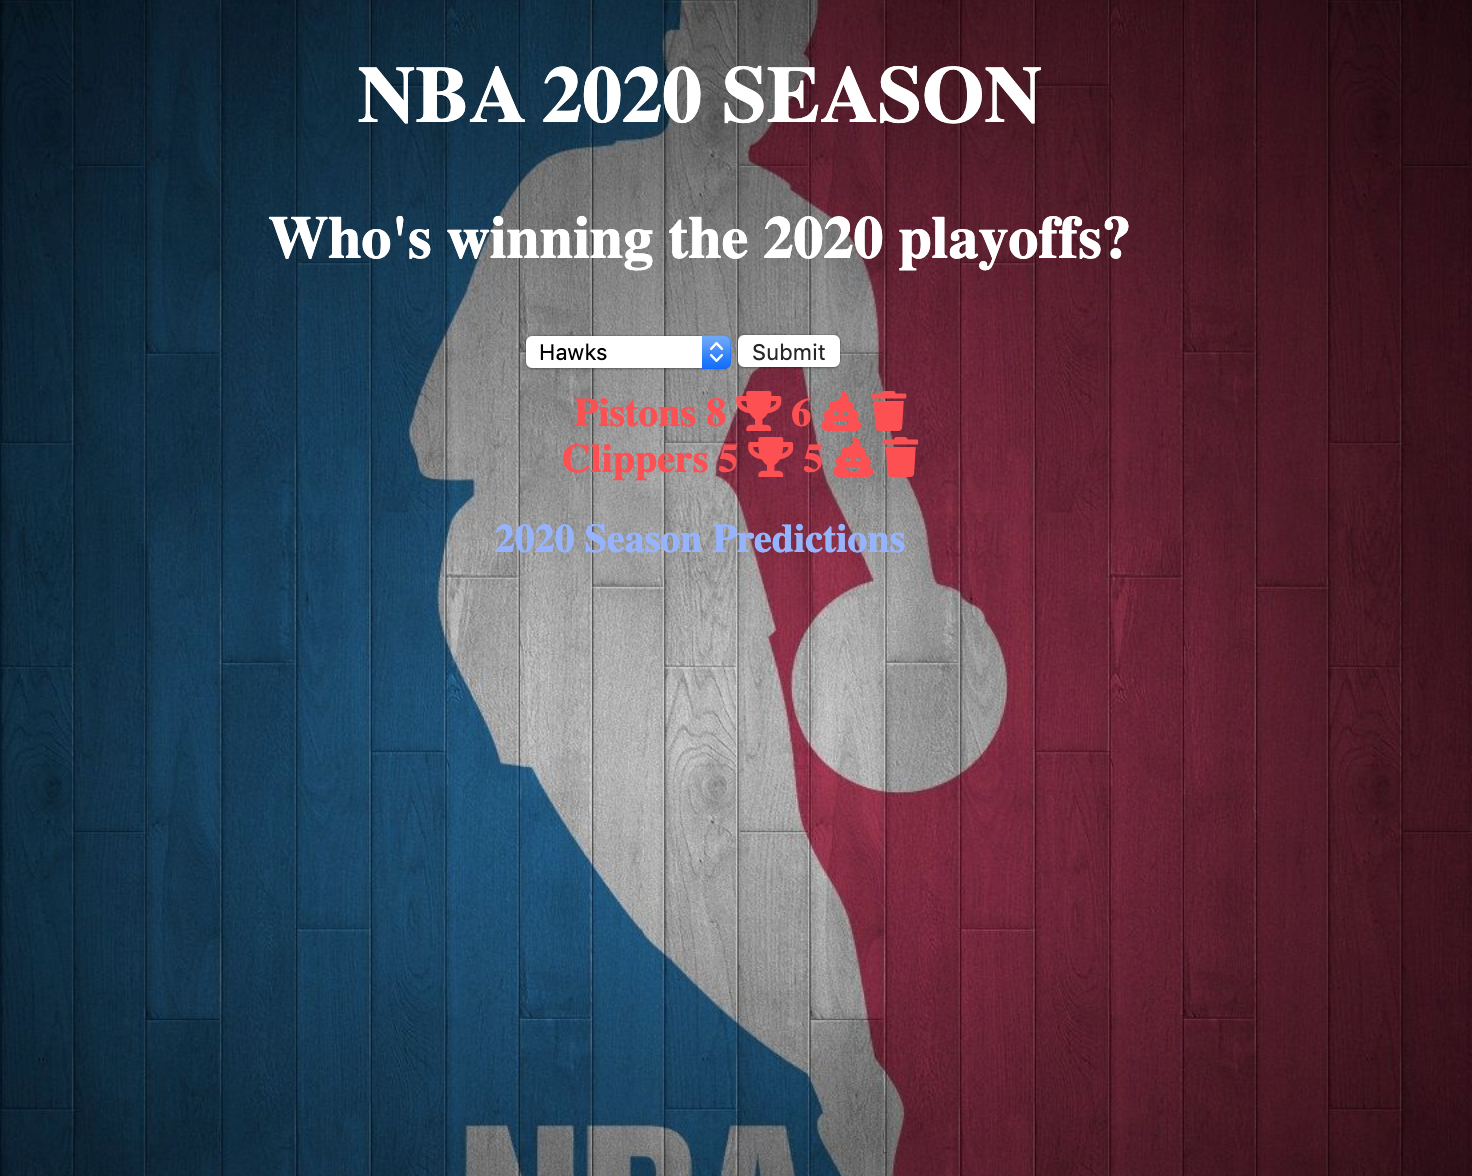 NBA 2020 SEASON
Who's winning the 2020 playoffs?
Hawks Submit
Pistons 8 6
Clippers 5 5
2020 Season Predictions
NBA